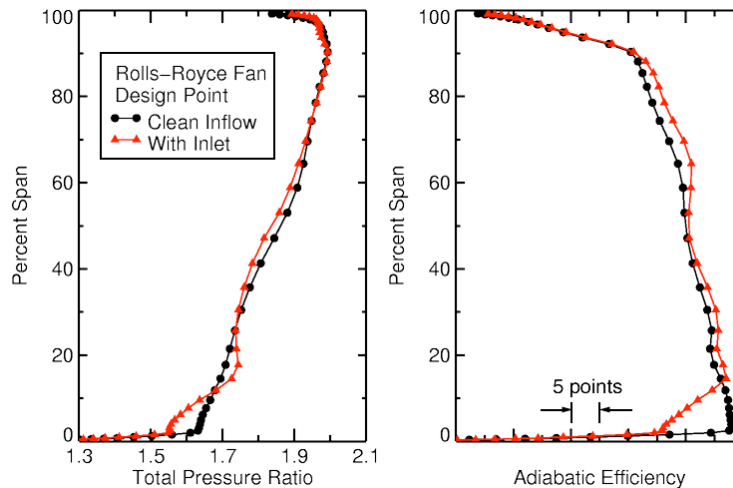 100
80
60
40
20
0
Percent Span
Rolls-Royce Fan
Design Point
Clean Inflow
With Inlet
1.3
1.5
1.7
1.9
2.1
Total Pressure Ratio
100
80
60
40
20
0
Percent Span
5 points
Adiabatic Efficiency